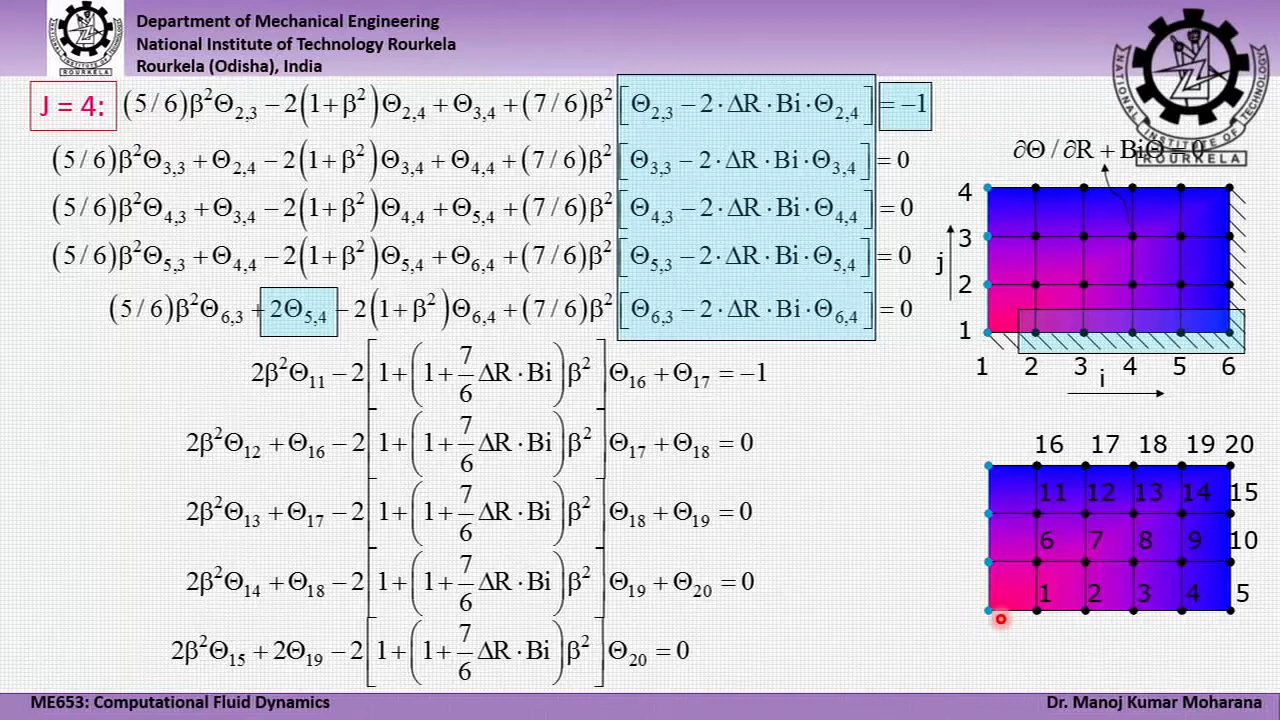 Department of Mechanical Engineering
National Institute of Technology Rourkela
Rourkela (Odisha), India
ROURKELA
NATIONAL INSTITUTE OF TECHNOLOGY
ROURKELA
J = 4: (5 / 6)β²Θ₂,₃ − 2(1 + β²)Θ₂,₄ + Θ₃,₄ + (7 / 6)β² [Θ₂,₃ − 2 · ΔR · Bi · Θ₂,₄] = −1
(5 / 6)β²Θ₃,₃ + Θ₂,₄ − 2(1 + β²)Θ₃,₄ + Θ₄,₄ + (7 / 6)β² [Θ₃,₃ − 2 · ΔR · Bi · Θ₃,₄] = 0
(5 / 6)β²Θ₄,₃ + Θ₃,₄ − 2(1 + β²)Θ₄,₄ + Θ₅,₄ + (7 / 6)β² [Θ₄,₃ − 2 · ΔR · Bi · Θ₄,₄] = 0
(5 / 6)β²Θ₅,₃ + Θ₄,₄ − 2(1 + β²)Θ₅,₄ + Θ₆,₄ + (7 / 6)β² [Θ₅,₃ − 2 · ΔR · Bi · Θ₅,₄] = 0
(5 / 6)β²Θ₆,₃ + 2Θ₅,₄ − 2(1 + β²)Θ₆,₄ + (7 / 6)β² [Θ₆,₃ − 2 · ΔR · Bi · Θ₆,₄] = 0
2β²Θ₁₁ − 2[1 + (1 + 7/6 ΔR · Bi)β²]Θ₁₆ + Θ₁₇ = −1
2β²Θ₁₂ + Θ₁₆ − 2[1 + (1 + 7/6 ΔR · Bi)β²]Θ₁₇ + Θ₁₈ = 0
2β²Θ₁₃ + Θ₁₇ − 2[1 + (1 + 7/6 ΔR · Bi)β²]Θ₁₈ + Θ₁₉ = 0
2β²Θ₁₄ + Θ₁₈ − 2[1 + (1 + 7/6 ΔR · Bi)β²]Θ₁₉ + Θ₂₀ = 0
2β²Θ₁₅ + 2Θ₁₉ − 2[1 + (1 + 7/6 ΔR · Bi)β²]Θ₂₀ = 0
∂Θ / ∂R + BiΘ = 0
4
3
j
2
1
1 2 3 4 5 6
i
16 17 18 19 20
11 12 13 14 15
6 7 8 9 10
1 2 3 4 5
ME653: Computational Fluid Dynamics
Dr. Manoj Kumar Moharana